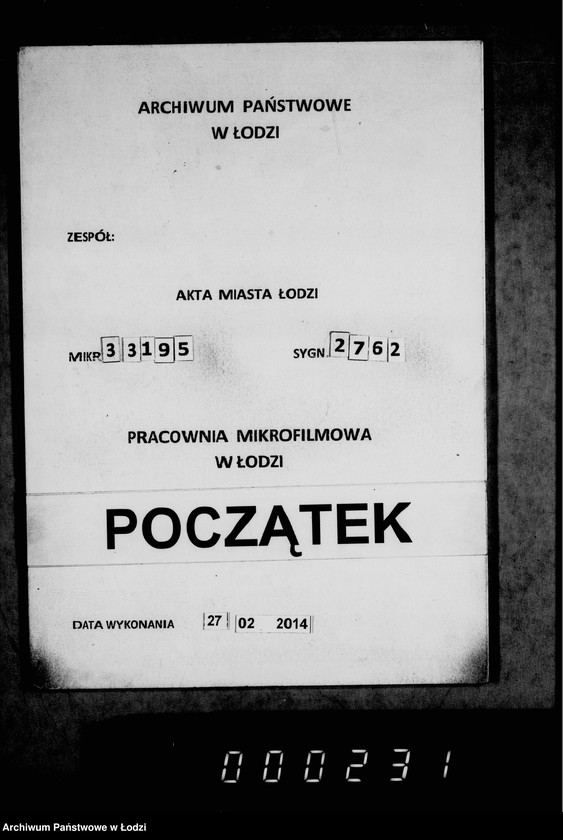 ARCHIWUM PAŃSTWOWE
W ŁODZI
ZESPÓŁ:
AKTA MIASTA ŁODZI
MIKR 33195 SYGN. 2762
PRACOWNIA MIKROFILMOWA
W ŁODZI
POCZĄTEK
DATA WYKONANIA 27 02 2014
000231
Archiwum Państwowe w Łodzi